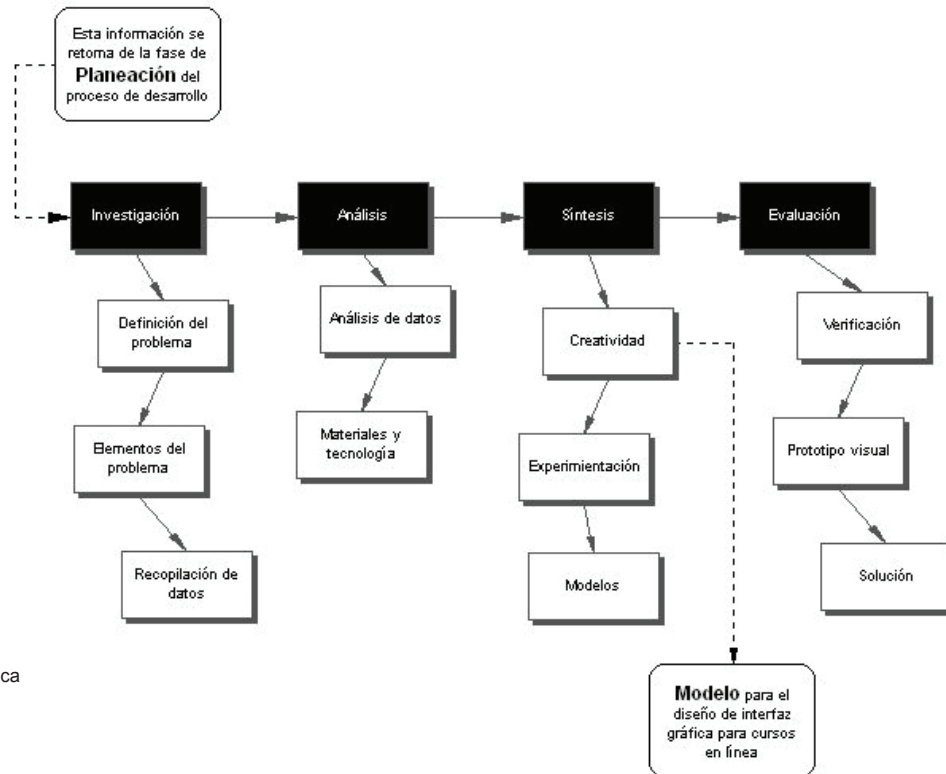 Esta información se
retoma de la fase de
Planeación del
proceso de desarrollo
Investigación
Análisis
Síntesis
Evaluación
Definición del
problema
Elementos del
problema
Recopilación de
datos
Análisis de datos
Materiales y
tecnología
Creatividad
Experimientación
Modelos
Verificación
Prototipo visual
Solución
ca
Modelo para el
diseño de interfaz
gráfica para cursos
en línea